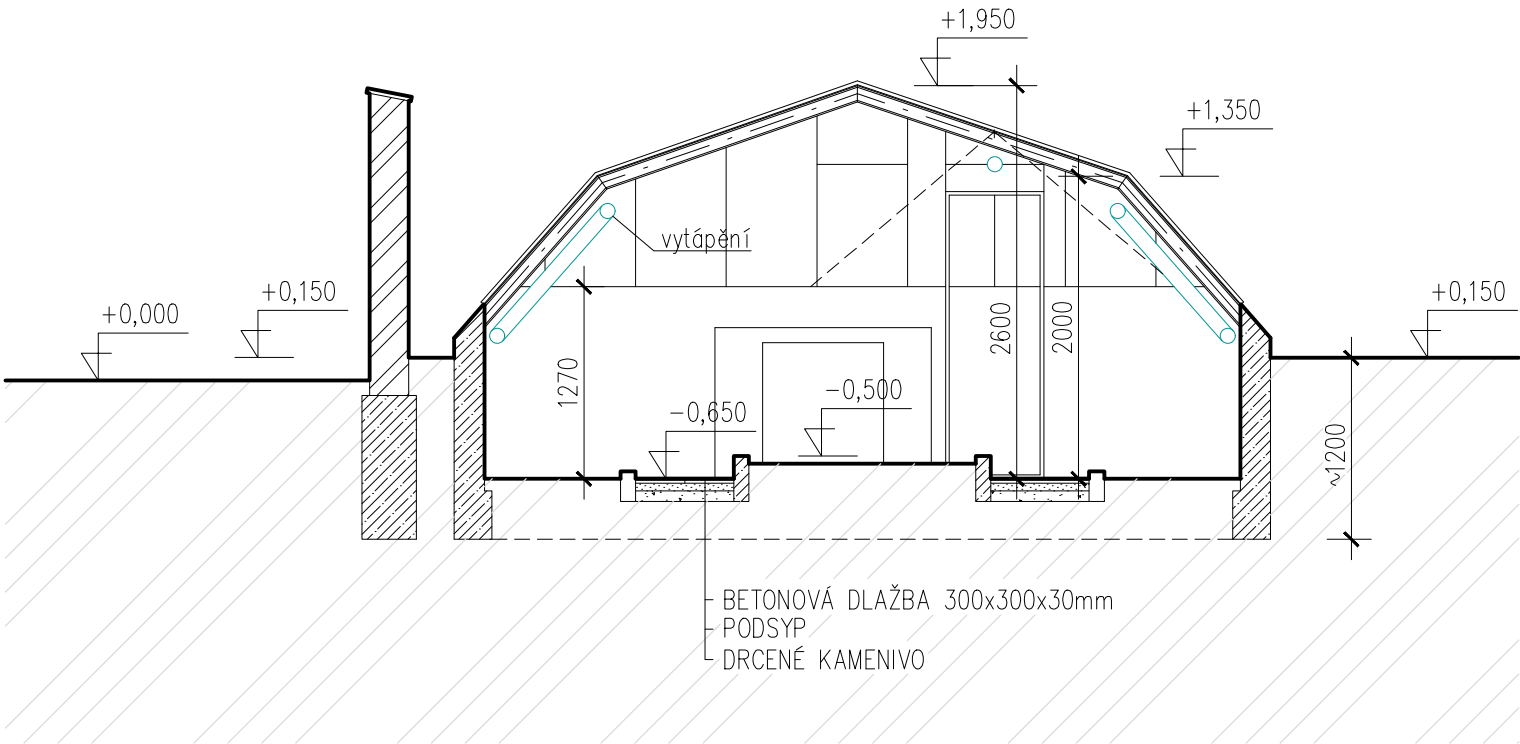 +1,950
+1,350
vytápění
+0,000
+0,150
+0,150
1270
2600
2000
-0,650
-0,500
~1200
BETONOVÁ DLAŽBA 300x300x30mm
PODSYP
DRCENÉ KAMENIVO